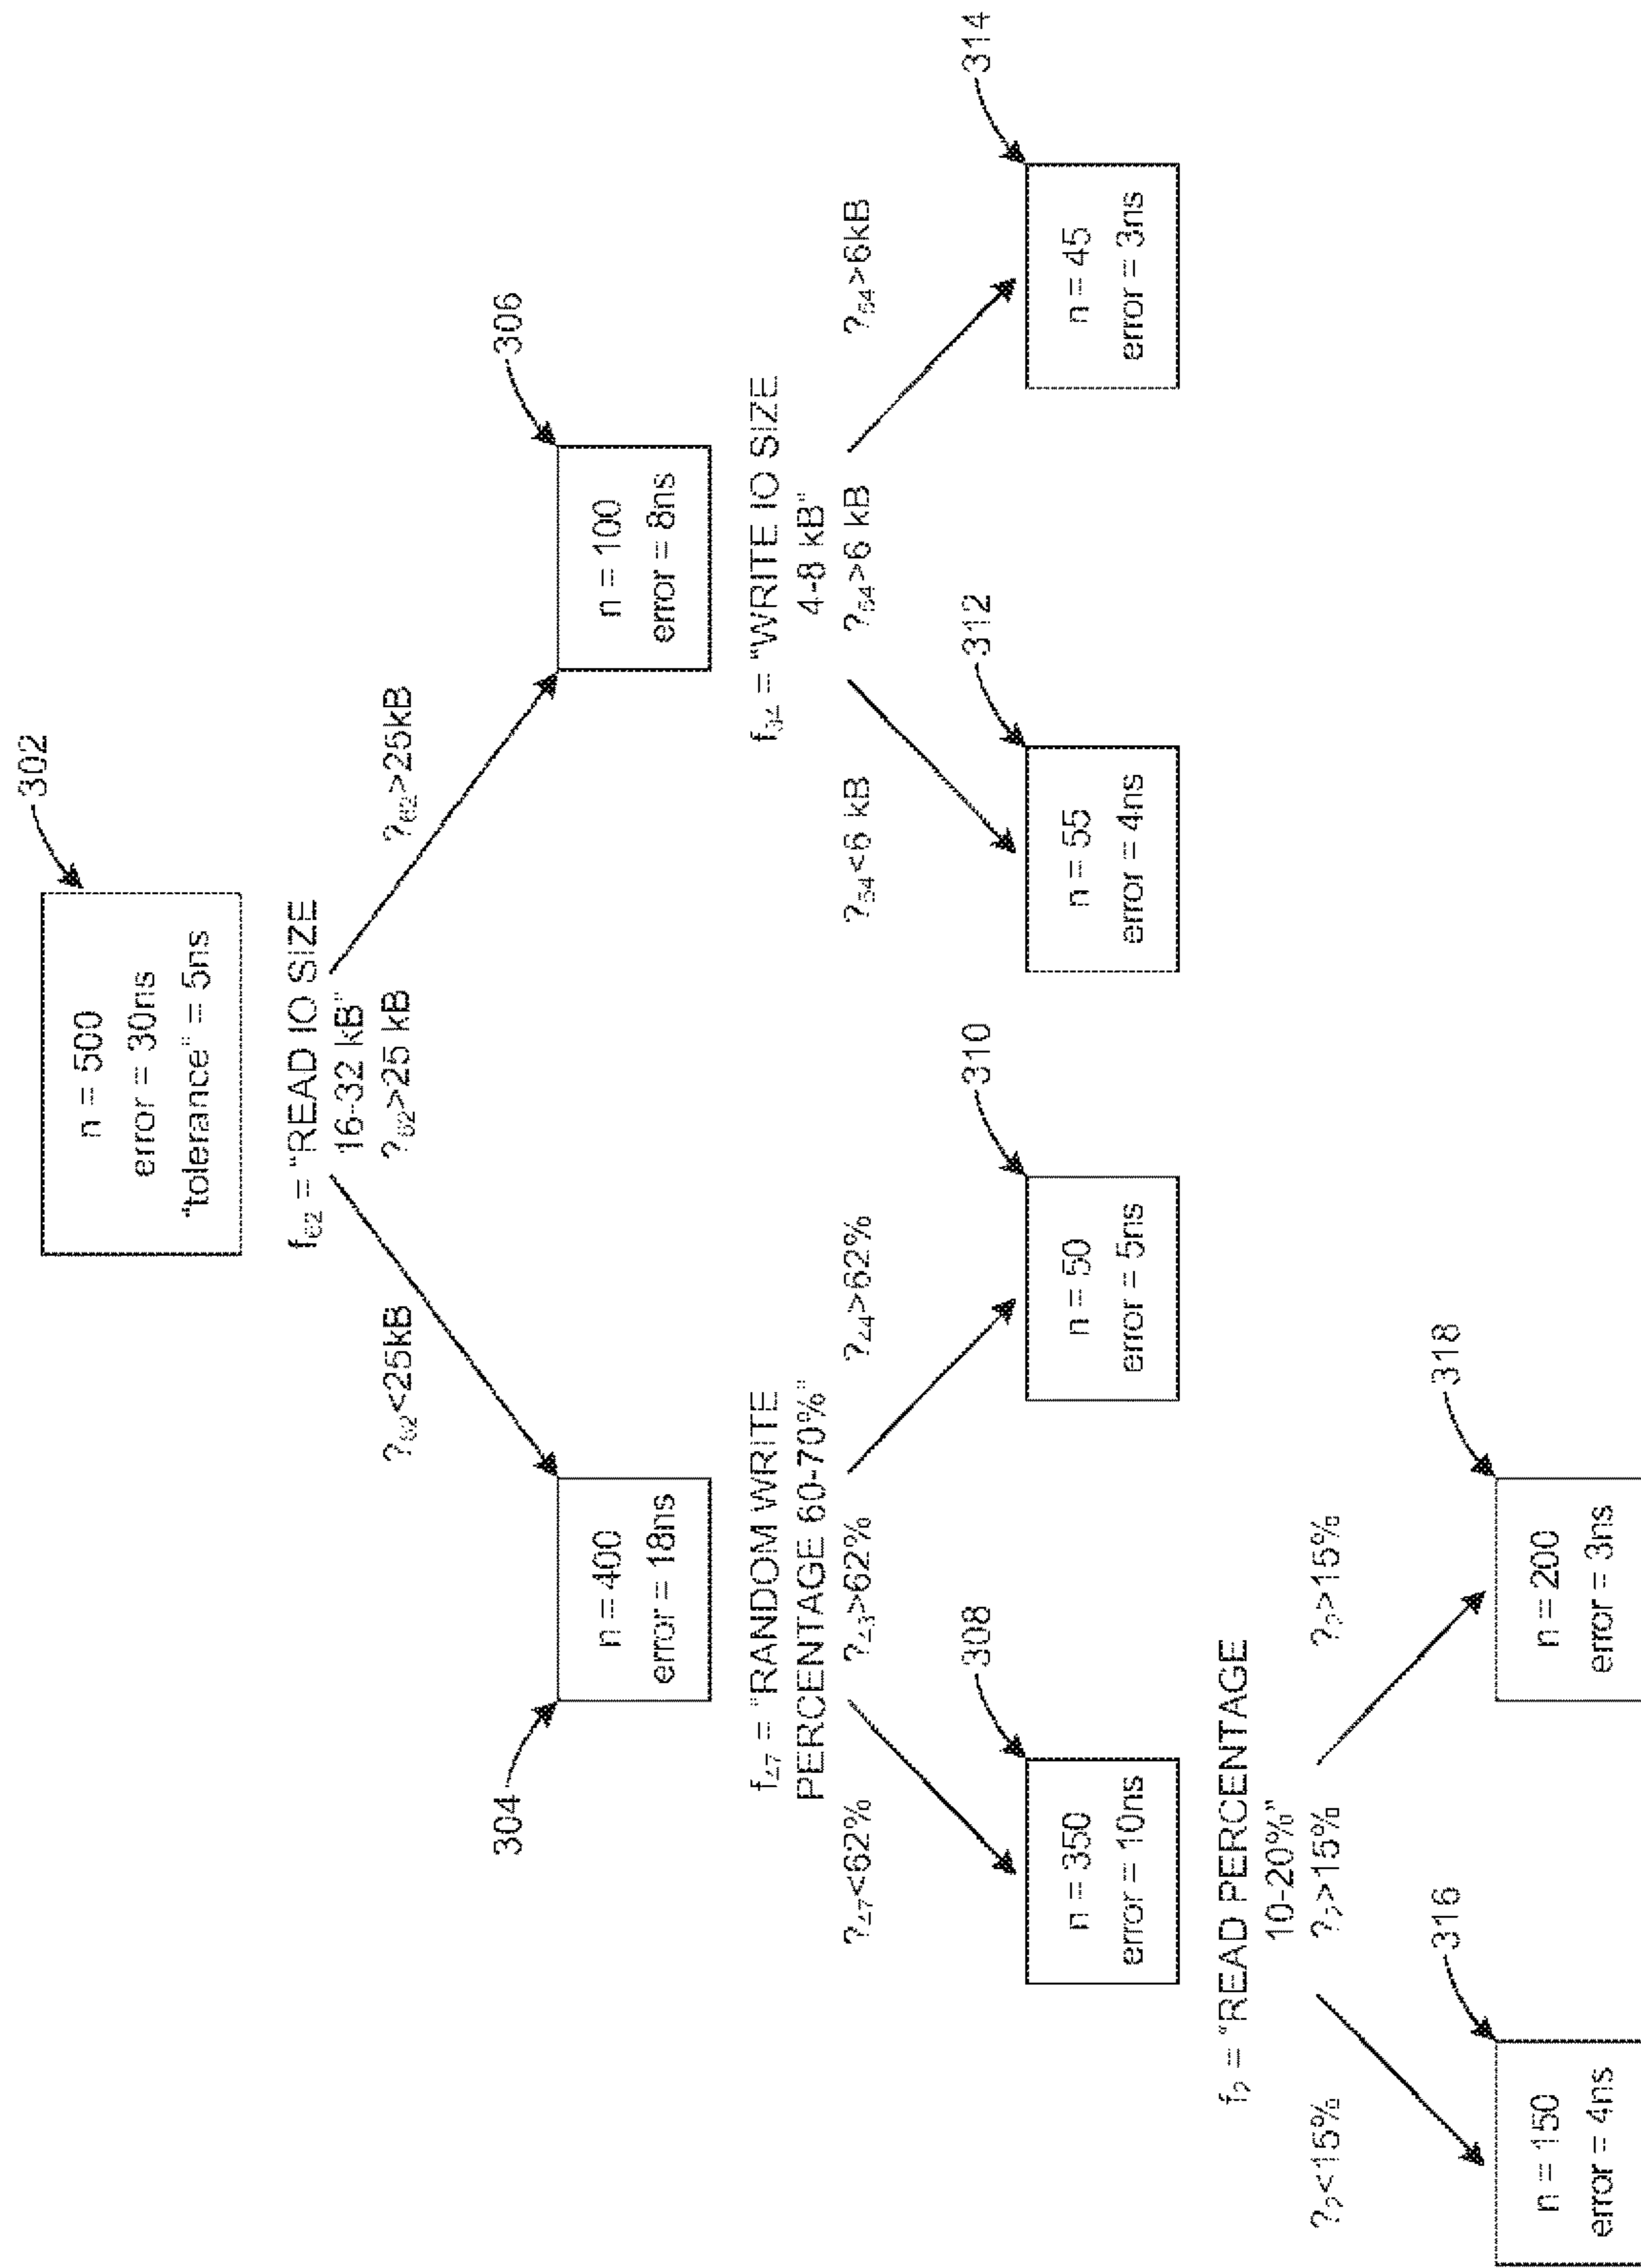 302
n = 500
error = 30ns
"tolerance" = 5ns
f₆₂ = "READ IO SIZE
16-32 kB"
?₆₂<25kB
?₆₂>25 kB
?₆₂>25kB
304
n = 400
error = 18ns
306
n = 100
error = 8ns
f₄₇ = "RANDOM WRITE
PERCENTAGE 60-70%"
?₄₇<62%
?₄₃>62%
?₄₄>62%
f₅₄ = "WRITE IO SIZE
4-8 kB"
?₅₄<6 kB
?₅₄>6 kB
?₅₄>6kB
308
n = 350
error = 10ns
310
n = 50
error = 5ns
312
n = 55
error = 4ns
314
n = 45
error = 3ns
f₂ = "READ PERCENTAGE
10-20%"
?₂<15%
?₂>15%
?₂>15%
316
n = 150
error = 4ns
318
n = 200
error = 3ns